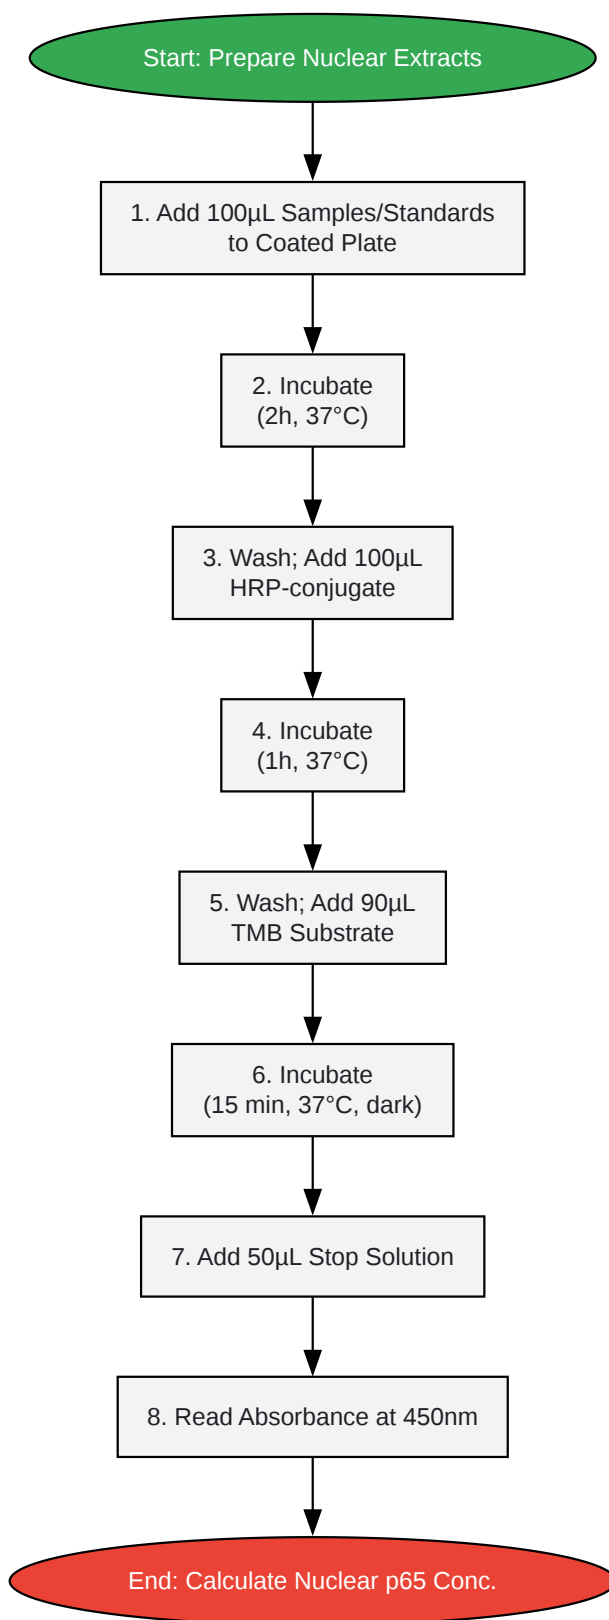 Start: Prepare Nuclear Extracts
1. Add 100µL Samples/Standards
to Coated Plate
2. Incubate
(2h, 37°C)
3. Wash; Add 100µL
HRP-conjugate
4. Incubate
(1h, 37°C)
5. Wash; Add 90µL
TMB Substrate
6. Incubate
(15 min, 37°C, dark)
7. Add 50µL Stop Solution
8. Read Absorbance at 450nm
End: Calculate Nuclear p65 Conc.